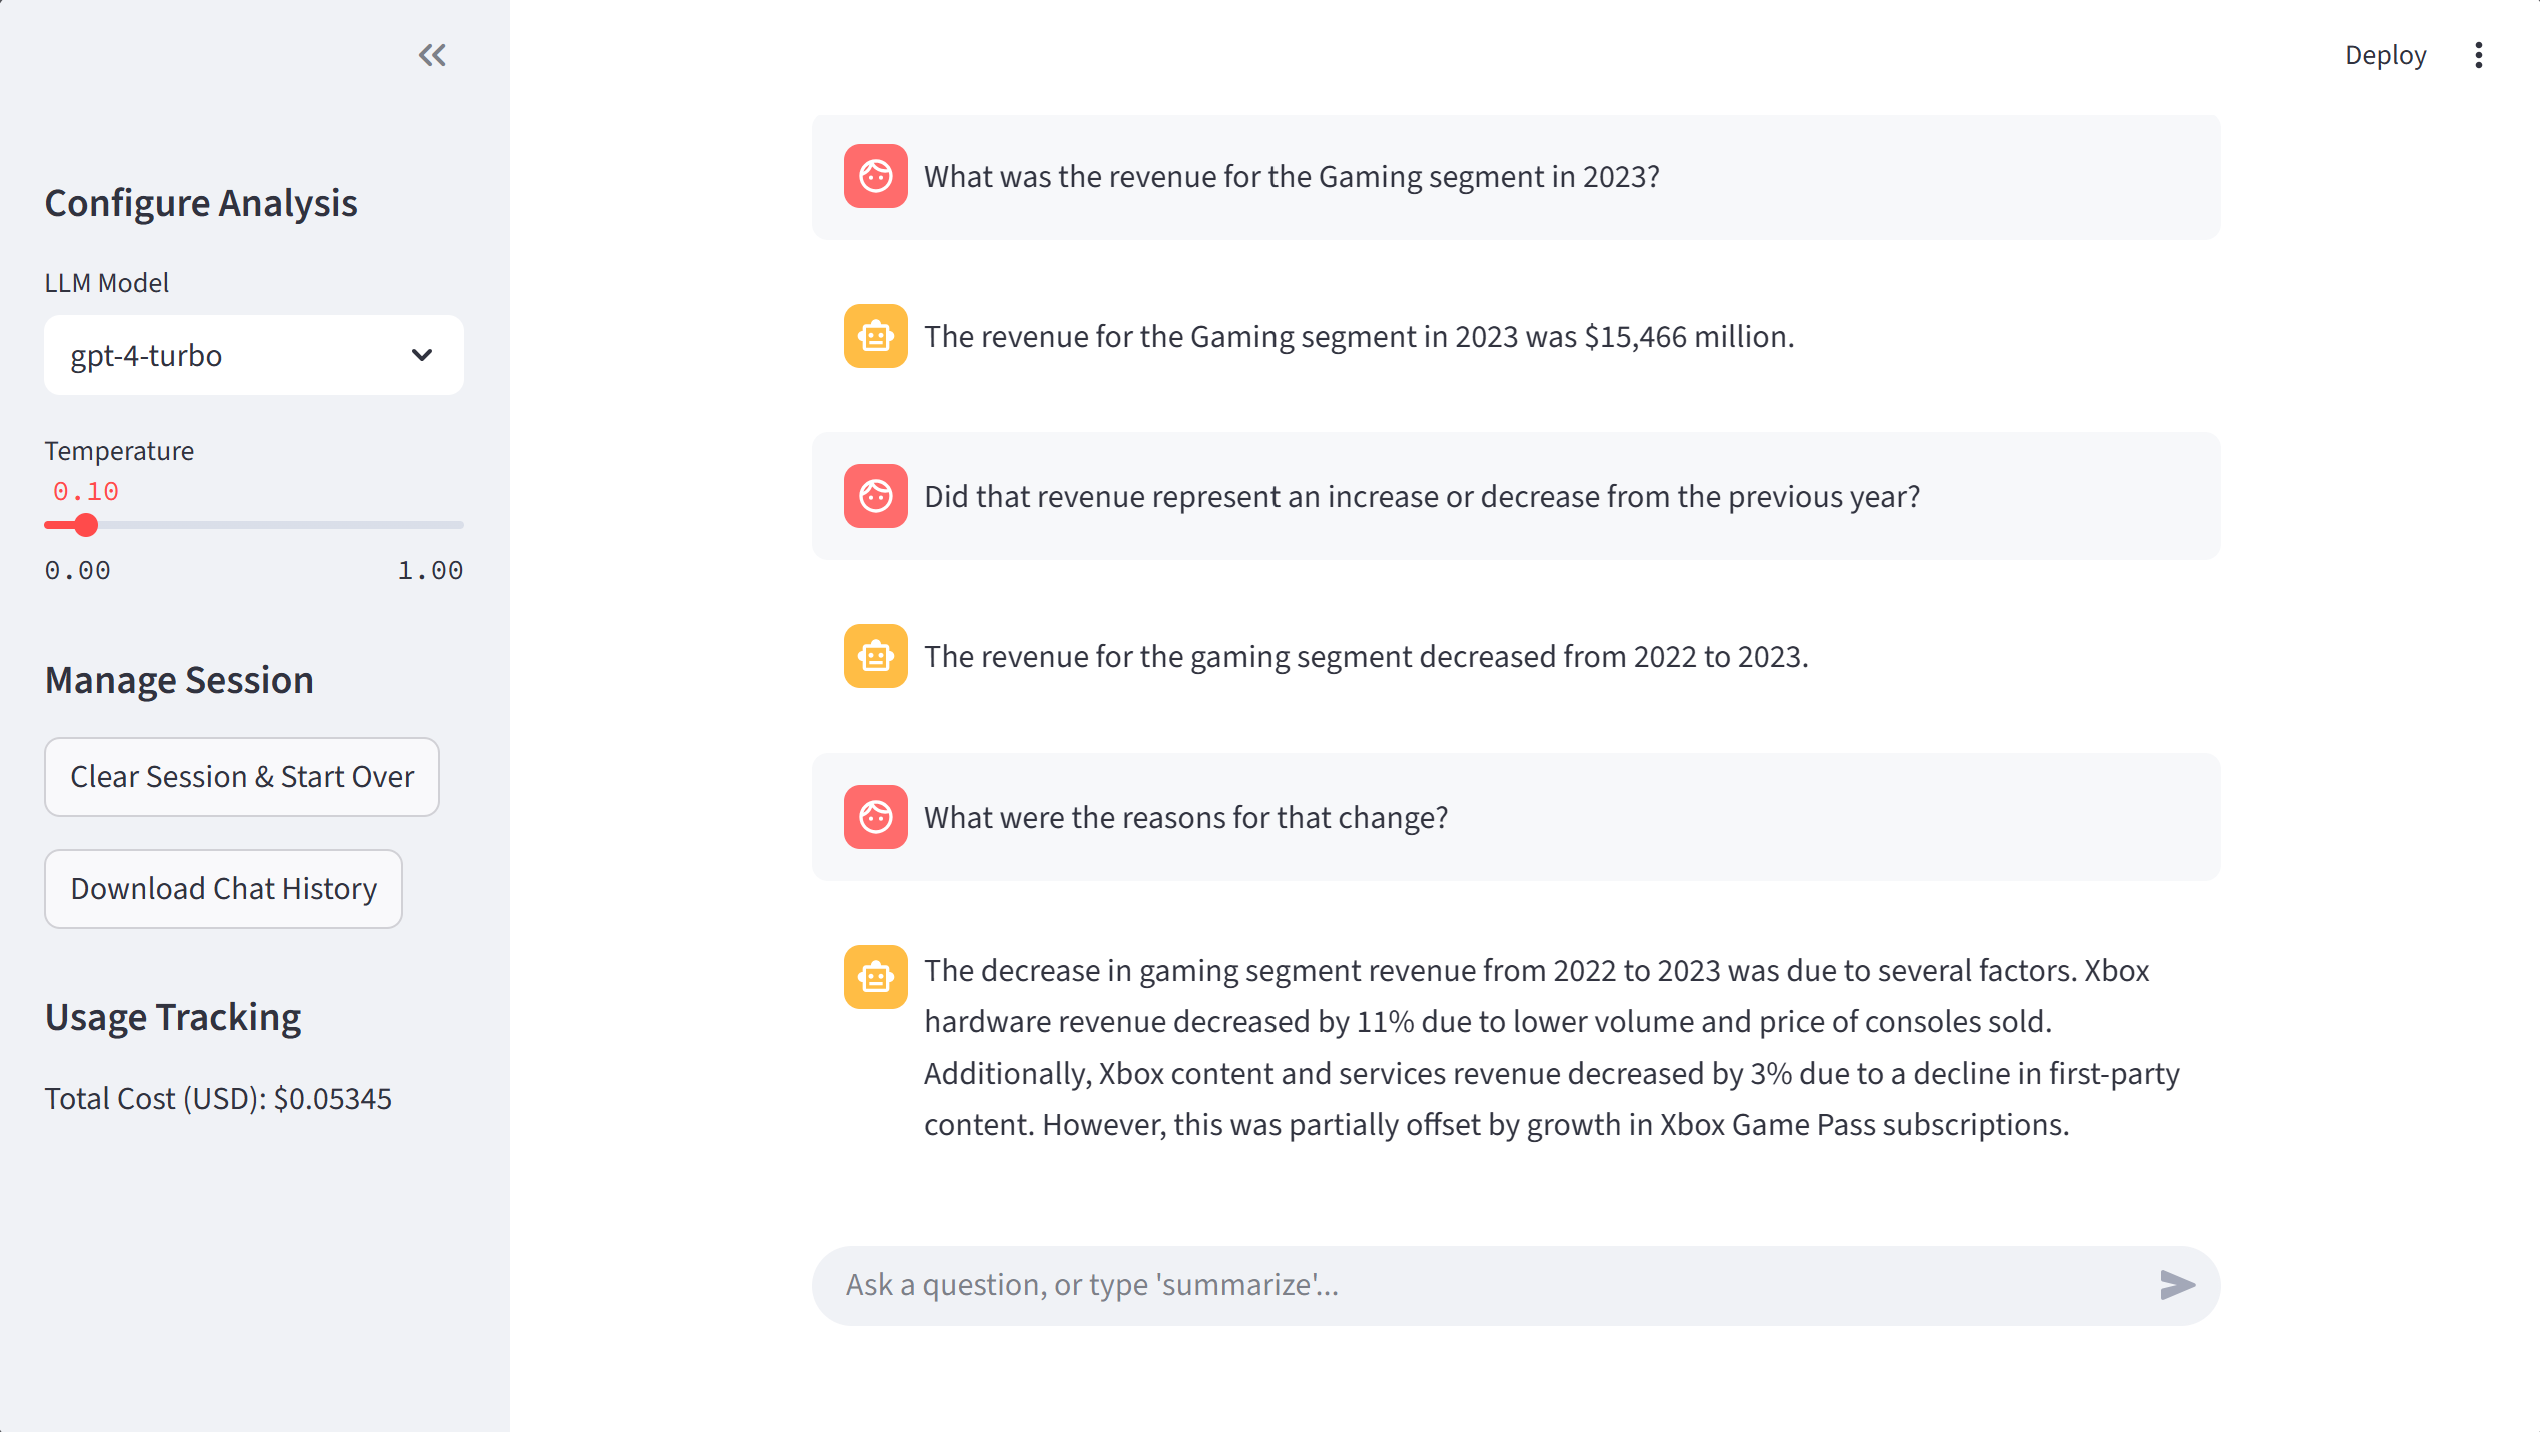 Deploy
Configure Analysis
LLM Model
gpt-4-turbo
Temperature
0.10
0.00 1.00
Manage Session
Clear Session & Start Over
Download Chat History
Usage Tracking
Total Cost (USD): $0.05345
What was the revenue for the Gaming segment in 2023?
The revenue for the Gaming segment in 2023 was $15,466 million.
Did that revenue represent an increase or decrease from the previous year?
The revenue for the gaming segment decreased from 2022 to 2023.
What were the reasons for that change?
The decrease in gaming segment revenue from 2022 to 2023 was due to several factors. Xbox
hardware revenue decreased by 11% due to lower volume and price of consoles sold.
Additionally, Xbox content and services revenue decreased by 3% due to a decline in first-party
content. However, this was partially offset by growth in Xbox Game Pass subscriptions.
Ask a question, or type 'summarize'...